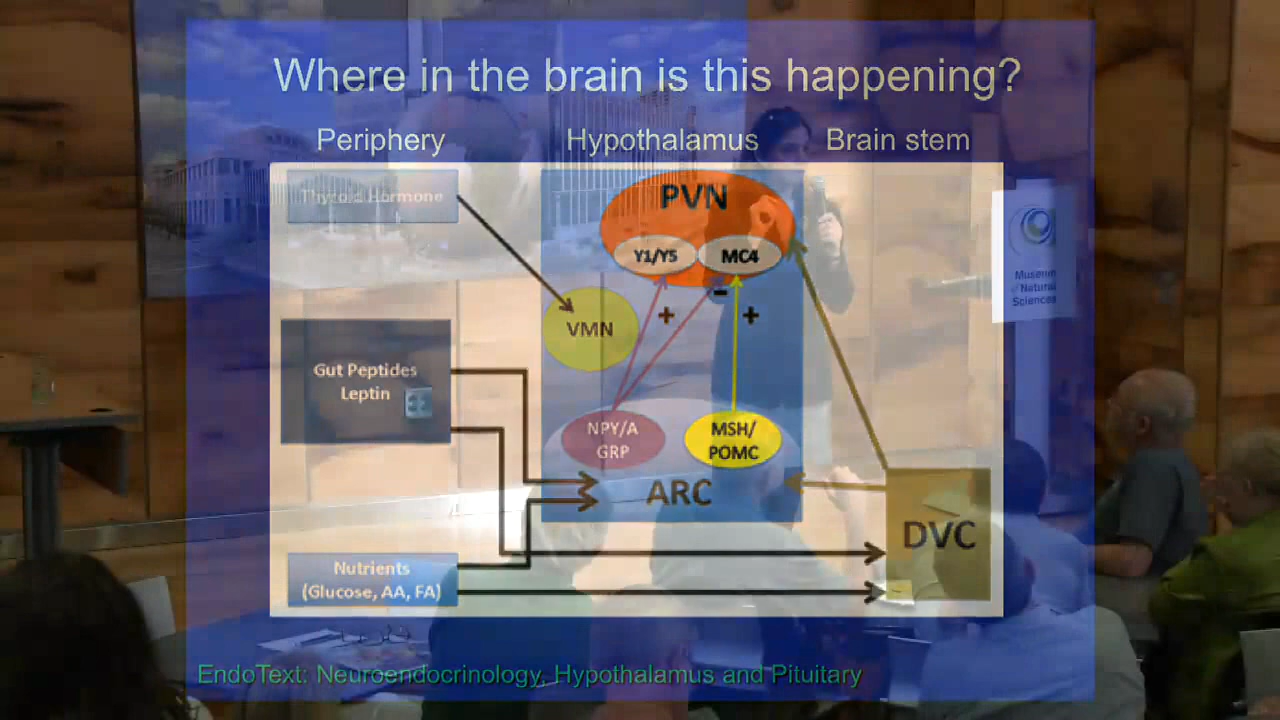 Where in the brain is this happening?
Periphery
Hypothalamus
Brain stem
Thyroid Hormone
PVN
Y1/Y5
MC4
Museum
of Natural
Sciences
-
+
+
VMN
Gut Peptides
Leptin
NPY/A
GRP
MSH/
POMC
ARC
DVC
Nutrients
(Glucose, AA, FA)
EndoText: Neuroendocrinology, Hypothalamus and Pituitary